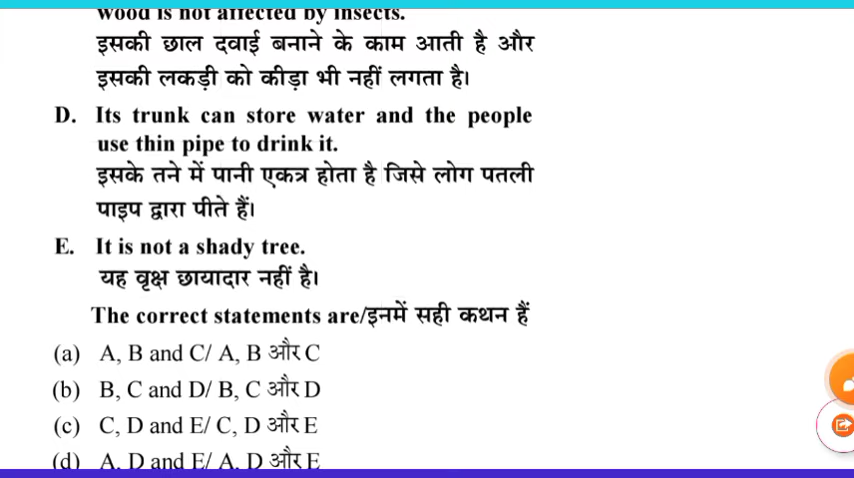 wood is not affected by insects.
इसकी छाल दवाई बनाने के काम आती है और
इसकी लकड़ी को कीड़ा भी नहीं लगता है।
D. Its trunk can store water and the people
use thin pipe to drink it.
इसके तने में पानी एकत्र होता है जिसे लोग पतली
पाइप द्वारा पीते हैं।
E. It is not a shady tree.
यह वृक्ष छायादार नहीं है।
The correct statements are/इनमें सही कथन हैं
(a) A, B and C/ A, B और C
(b) B, C and D/ B, C और D
(c) C, D and E/ C, D और E
(d) A, D and E/ A, D और E